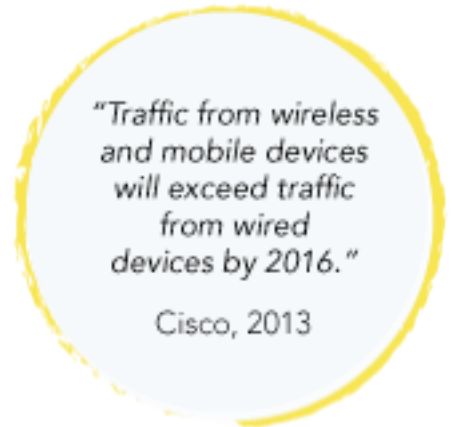 “Traffic from wireless
and mobile devices
will exceed traffic
from wired
devices by 2016.”
Cisco, 2013